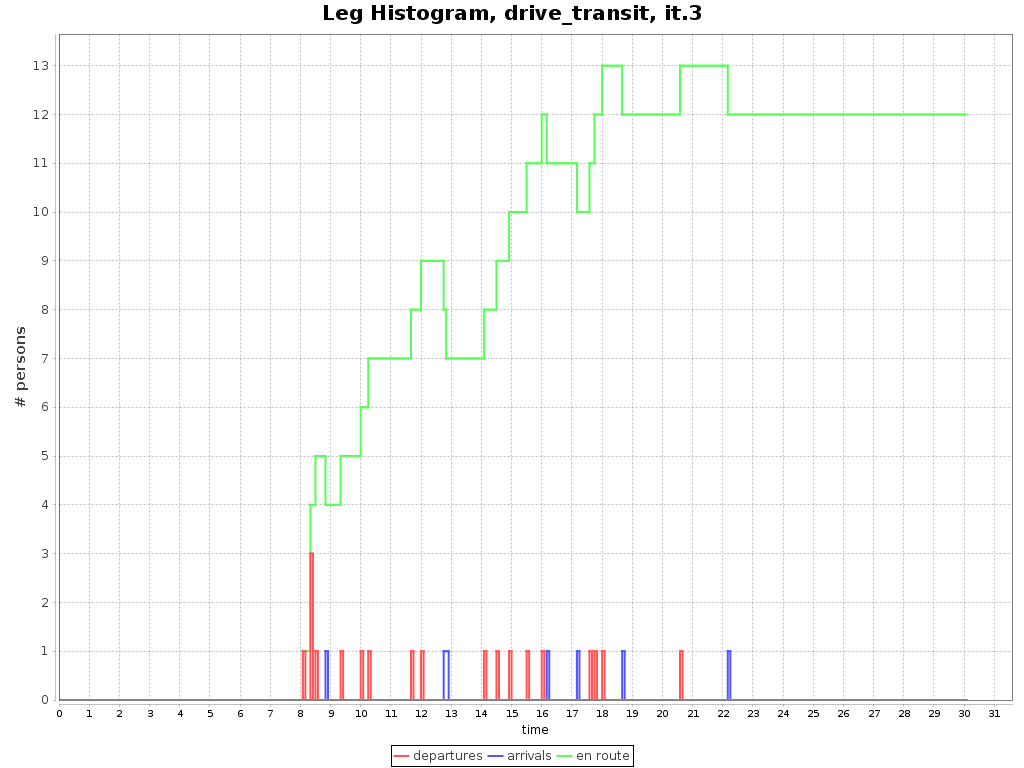 Leg Histogram, drive_transit, it.3
# persons
13
12
11
10
9
8
7
6
5
4
3
2
1
0
0 1 2 3 4 5 6 7 8 9 10 11 12 13 14 15 16 17 18 19 20 21 22 23 24 25 26 27 28 29 30 31
time
departures arrivals en route